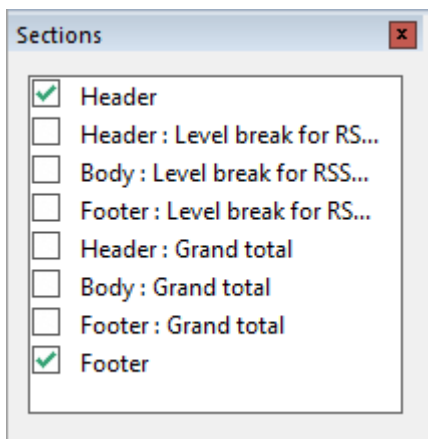 Sections
x
Header
Header : Level break for RS...
Body : Level break for RSS...
Footer : Level break for RS...
Header : Grand total
Body : Grand total
Footer : Grand total
Footer